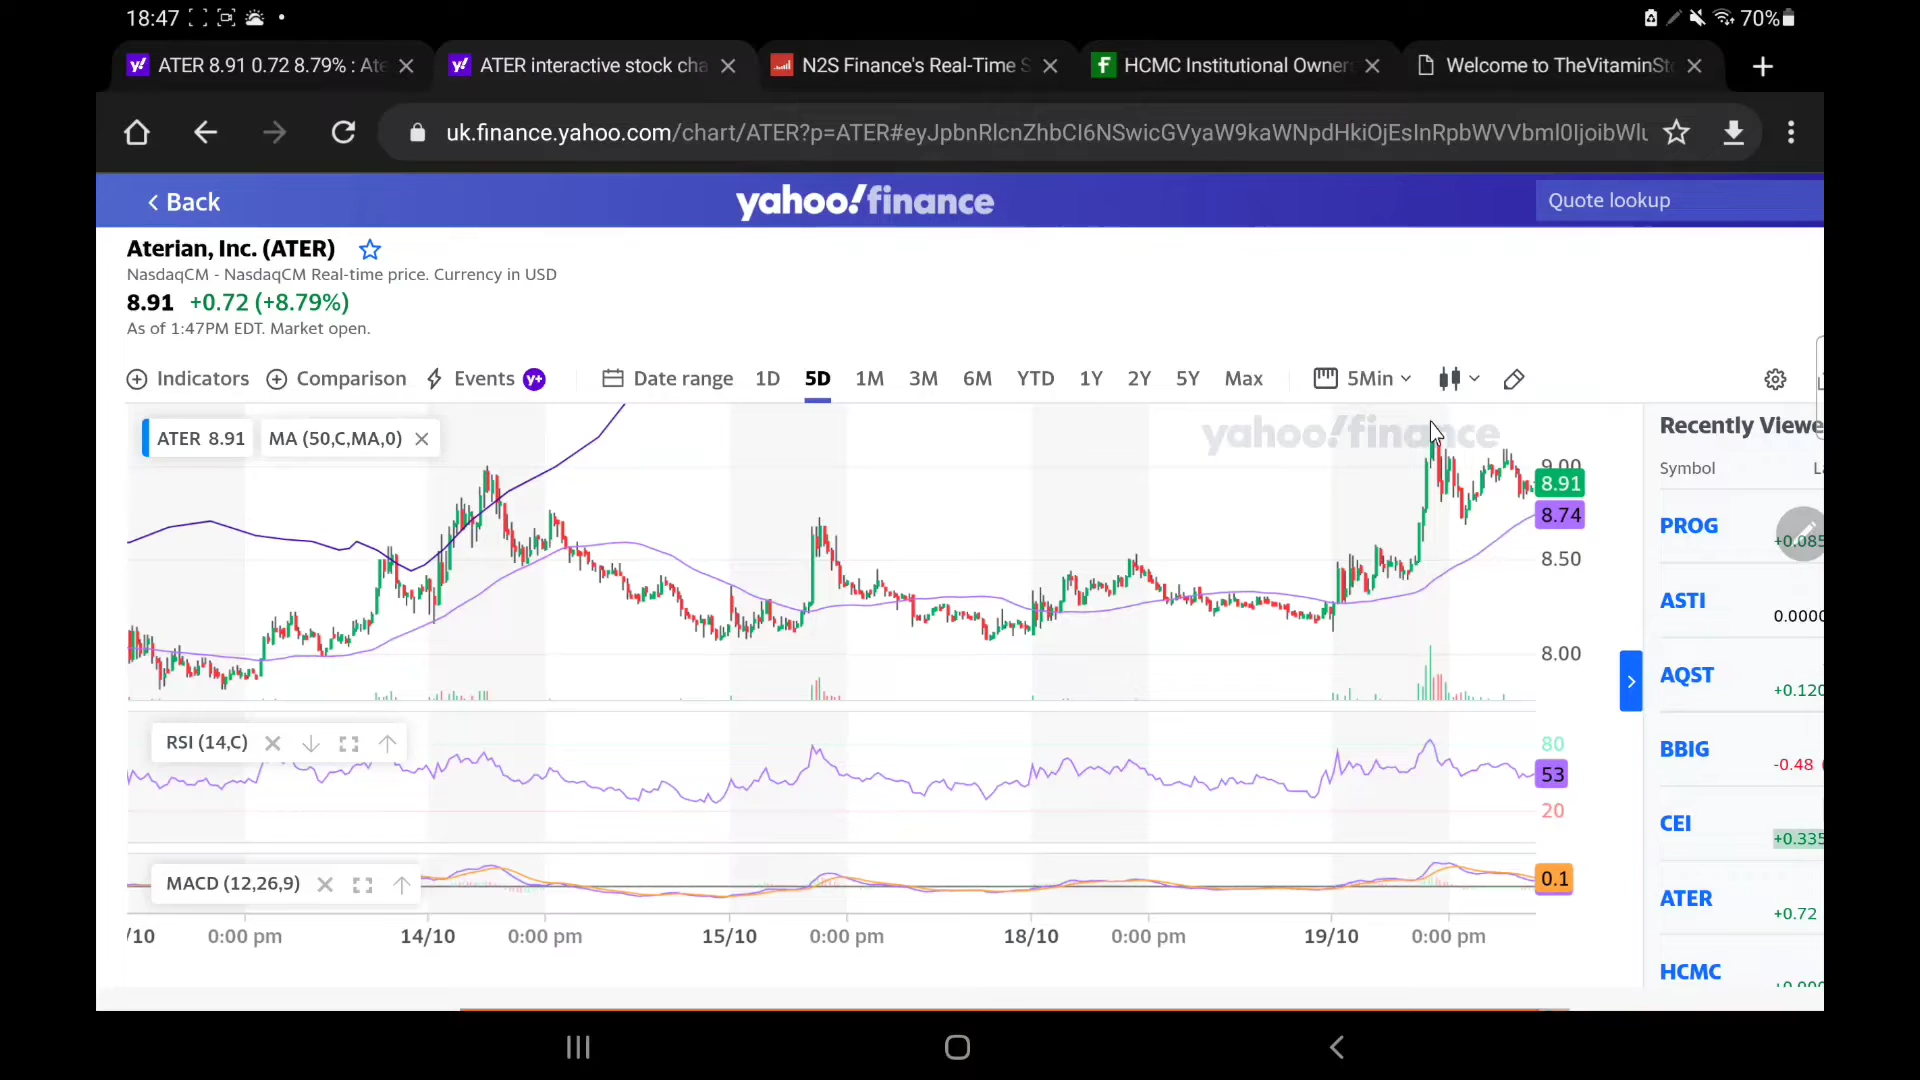 18:47
70%
ATER 8.91 0.72 8.79% : Ate
ATER interactive stock cha
N2S Finance's Real-Time S
HCMC Institutional Owner
Welcome to TheVitaminSto
uk.finance.yahoo.com/chart/ATER?p=ATER#eyJpbnRlcnZhbCI6NSwicGVyaW9kaWNpdHkiOjEsInRpbWVVbml0IjoibWlu
Back
yahoo!finance
Quote lookup
Aterian, Inc. (ATER)
NasdaqCM - NasdaqCM Real-time price. Currency in USD
8.91 +0.72 (+8.79%)
As of 1:47PM EDT. Market open.
Indicators Comparison Events y+ Date range 1D 5D 1M 3M 6M YTD 1Y 2Y 5Y Max 5Min
ATER 8.91 MA (50,C,MA,0)
yahoo!finance
9.00
8.91
8.74
8.50
8.00
RSI (14,C)
80
53
20
MACD (12,26,9)
0.1
/10 0:00 pm 14/10 0:00 pm 15/10 0:00 pm 18/10 0:00 pm 19/10 0:00 pm
Recently Viewe
Symbol
PROG
+0.085
ASTI
0.0000
AQST
+0.120
BBIG
-0.48
CEI
+0.335
ATER
+0.72
HCMC